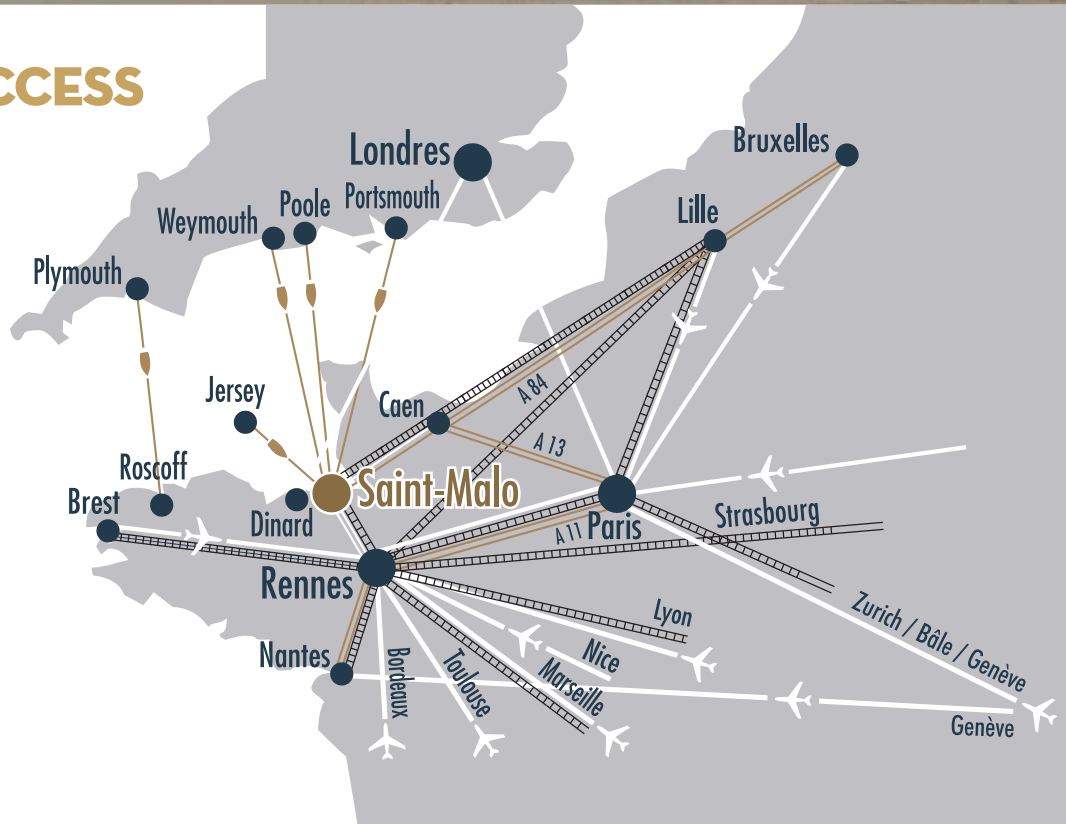 CCESS
Londres
Bruxelles
Portsmouth
Poole
Weymouth
Lille
Plymouth
Jersey
Caen
A 84
A 13
Roscoff
Saint-Malo
Brest
Dinard
Paris
A 11
Strasbourg
Rennes
Lyon
Zurich / Bâle / Genève
Nantes
Bordeaux
Toulouse
Nice
Marseille
Genève